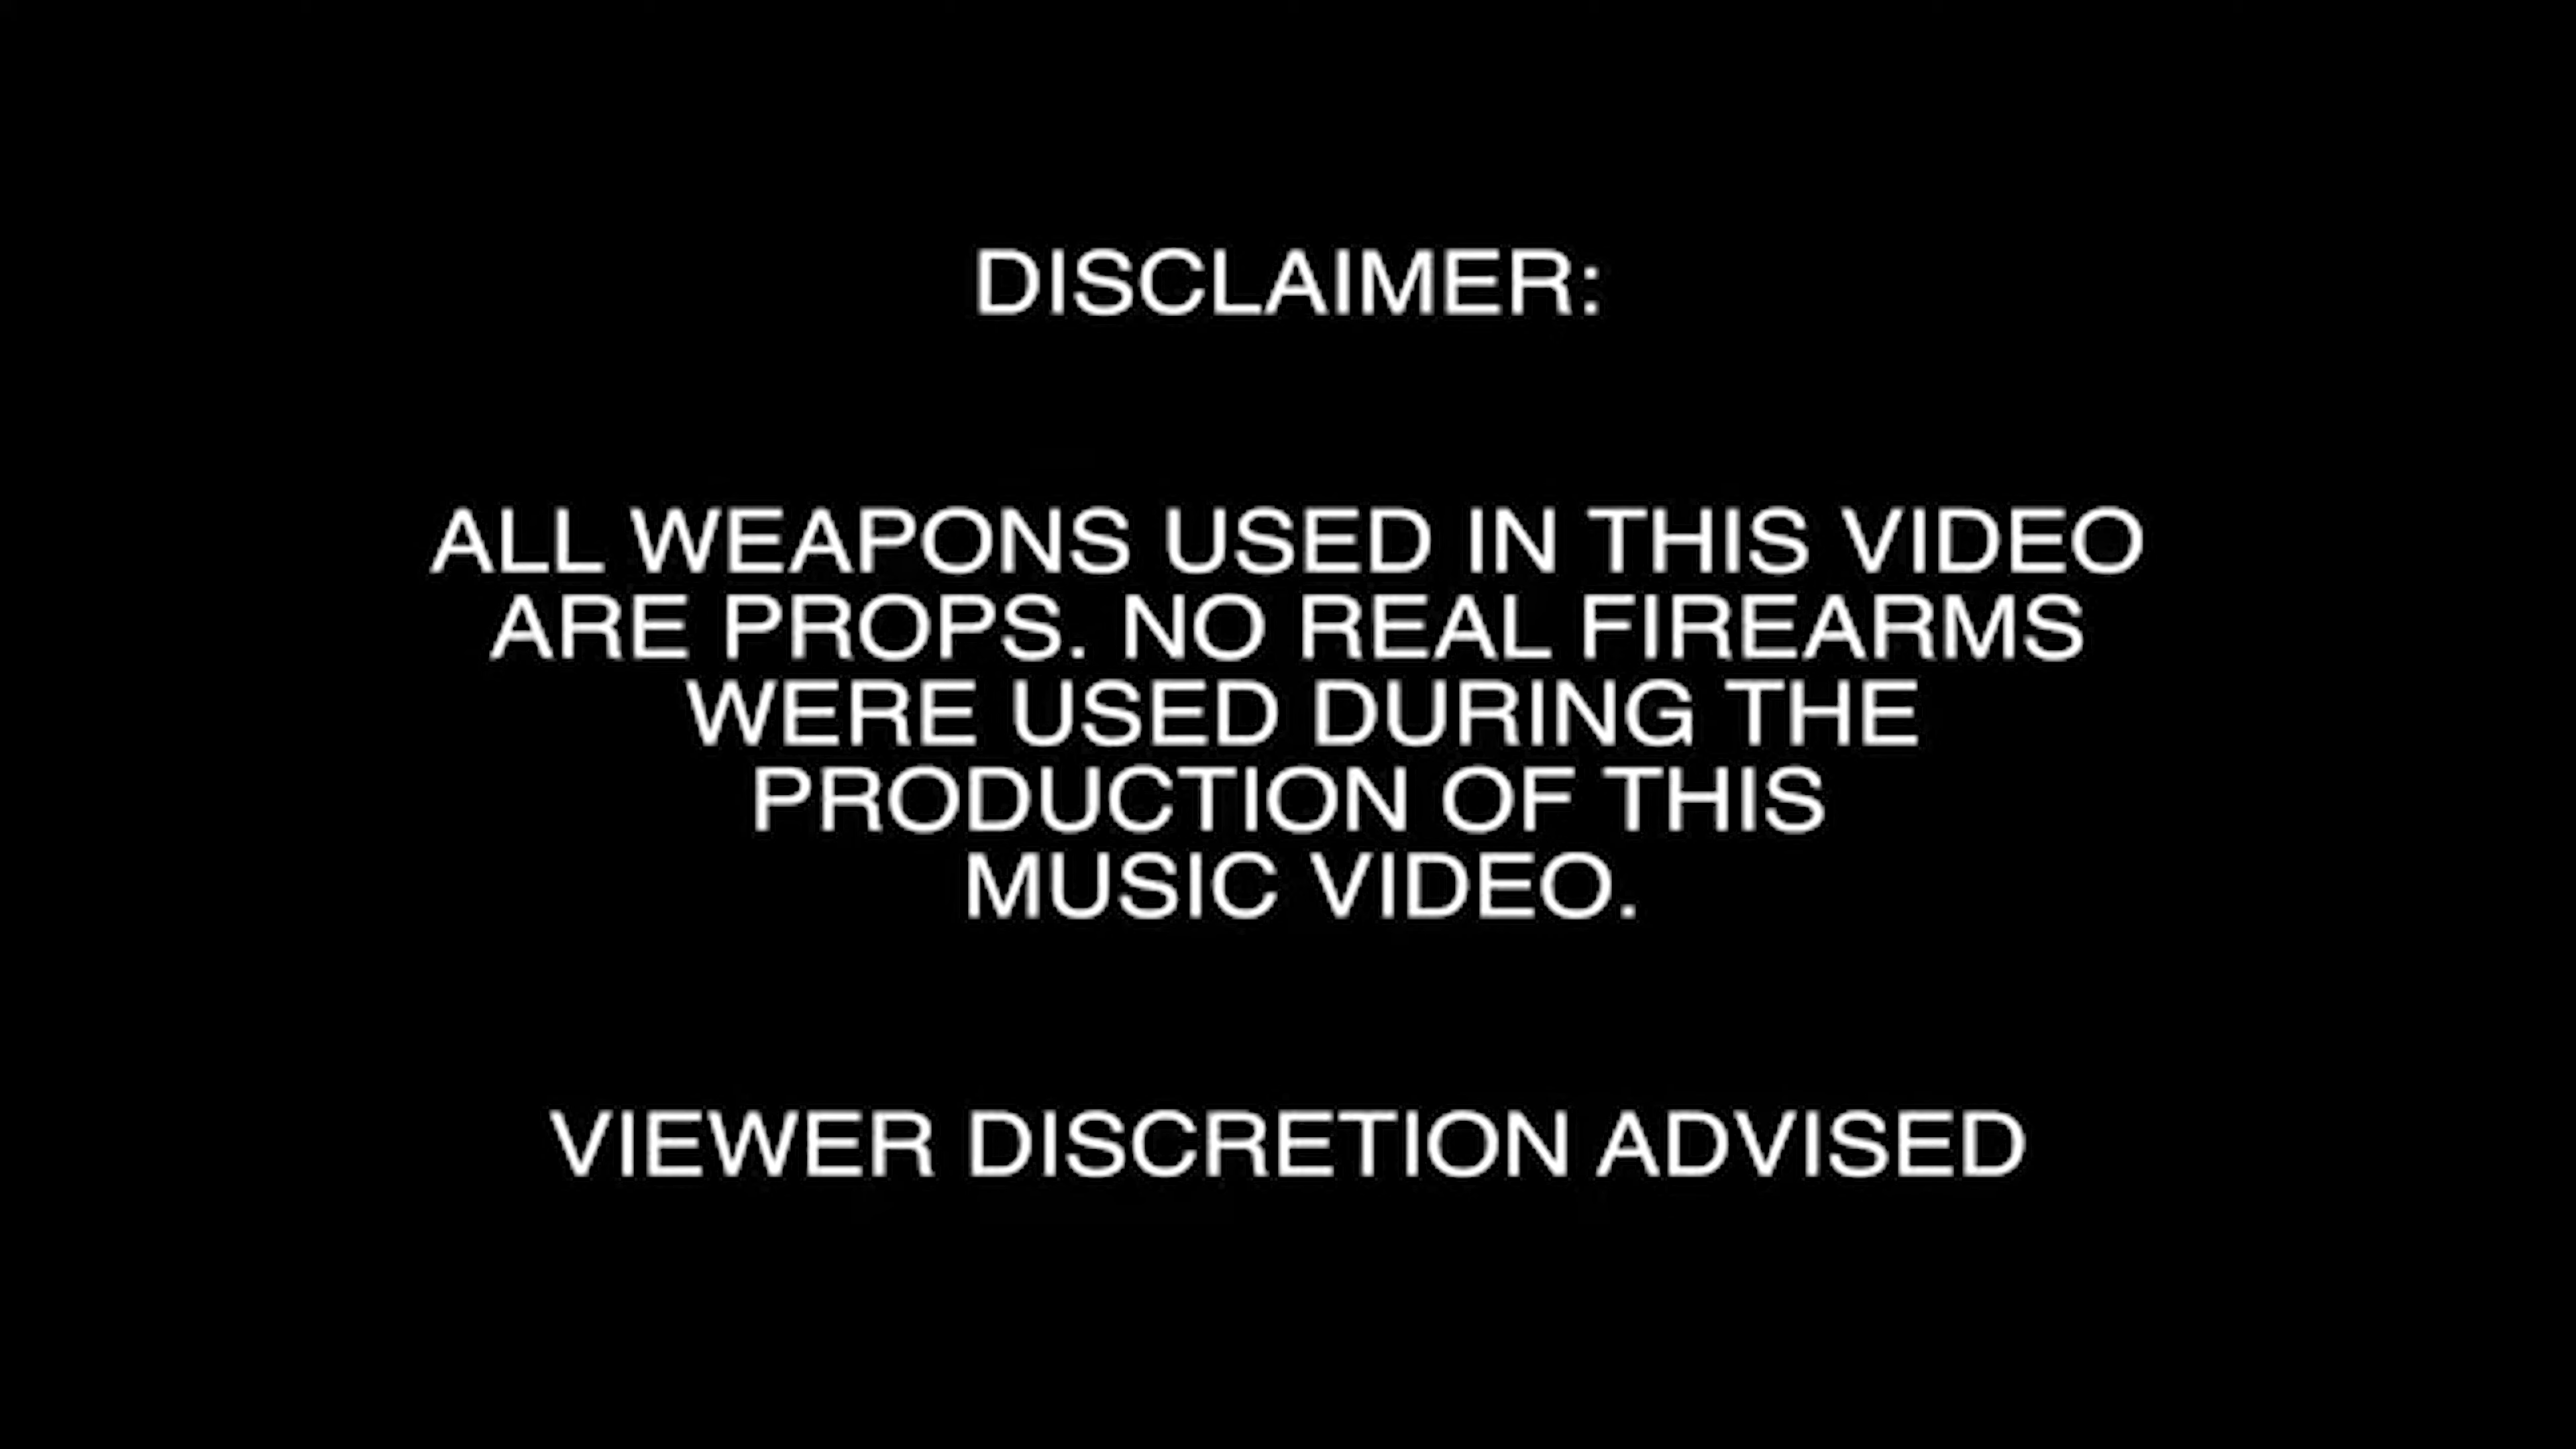 DISCLAIMER:
ALL WEAPONS USED IN THIS VIDEO
ARE PROPS. NO REAL FIREARMS
WERE USED DURING THE
PRODUCTION OF THIS
MUSIC VIDEO.
VIEWER DISCRETION ADVISED